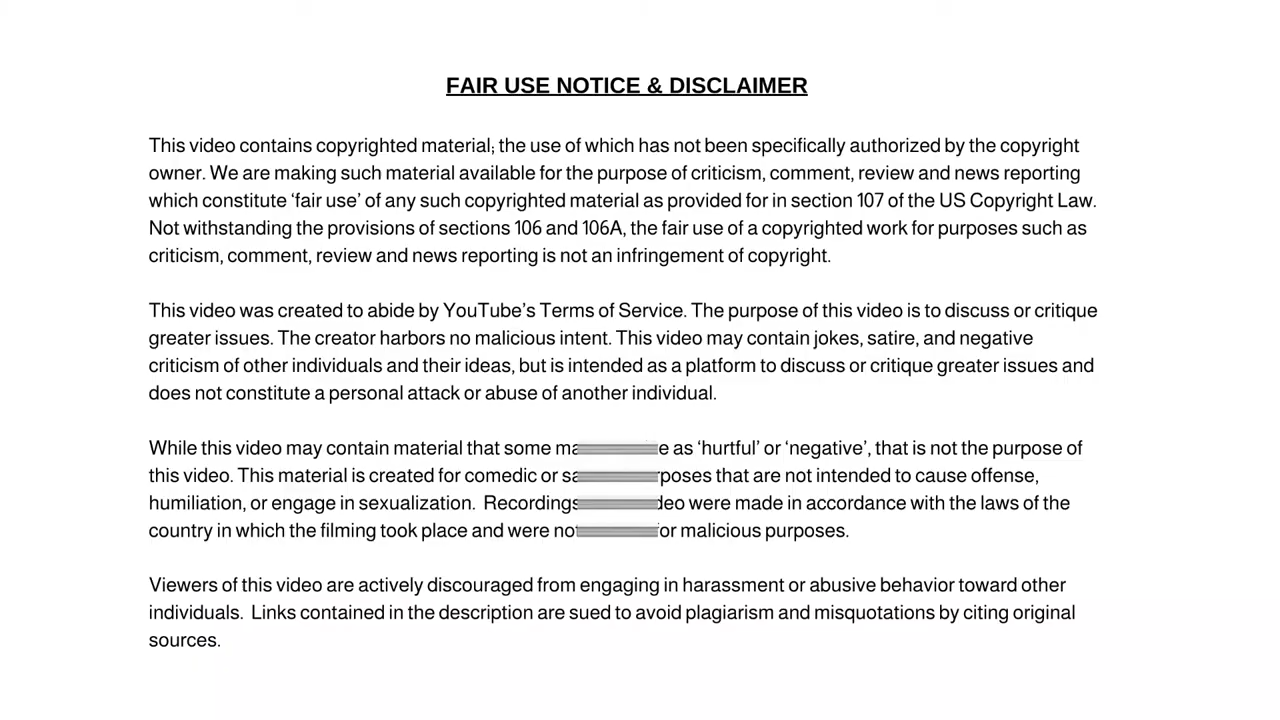 FAIR USE NOTICE & DISCLAIMER
This video contains copyrighted material; the use of which has not been specifically authorized by the copyright
owner. We are making such material available for the purpose of criticism, comment, review and news reporting
which constitute ‘fair use’ of any such copyrighted material as provided for in section 107 of the US Copyright Law.
Not withstanding the provisions of sections 106 and 106A, the fair use of a copyrighted work for purposes such as
criticism, comment, review and news reporting is not an infringement of copyright.
This video was created to abide by YouTube’s Terms of Service. The purpose of this video is to discuss or critique
greater issues. The creator harbors no malicious intent. This video may contain jokes, satire, and negative
criticism of other individuals and their ideas, but is intended as a platform to discuss or critique greater issues and
does not constitute a personal attack or abuse of another individual.
While this video may contain material that some as ‘hurtful’ or ‘negative’, that is not the purpose of
this video. This material is created for comedic or that are not intended to cause offense,
humiliation, or engage in sexualization. Recordings were made in accordance with the laws of the
country in which the filming took place and were malicious purposes.
Viewers of this video are actively discouraged from engaging in harassment or abusive behavior toward other
individuals. Links contained in the description are sued to avoid plagiarism and misquotations by citing original
sources.